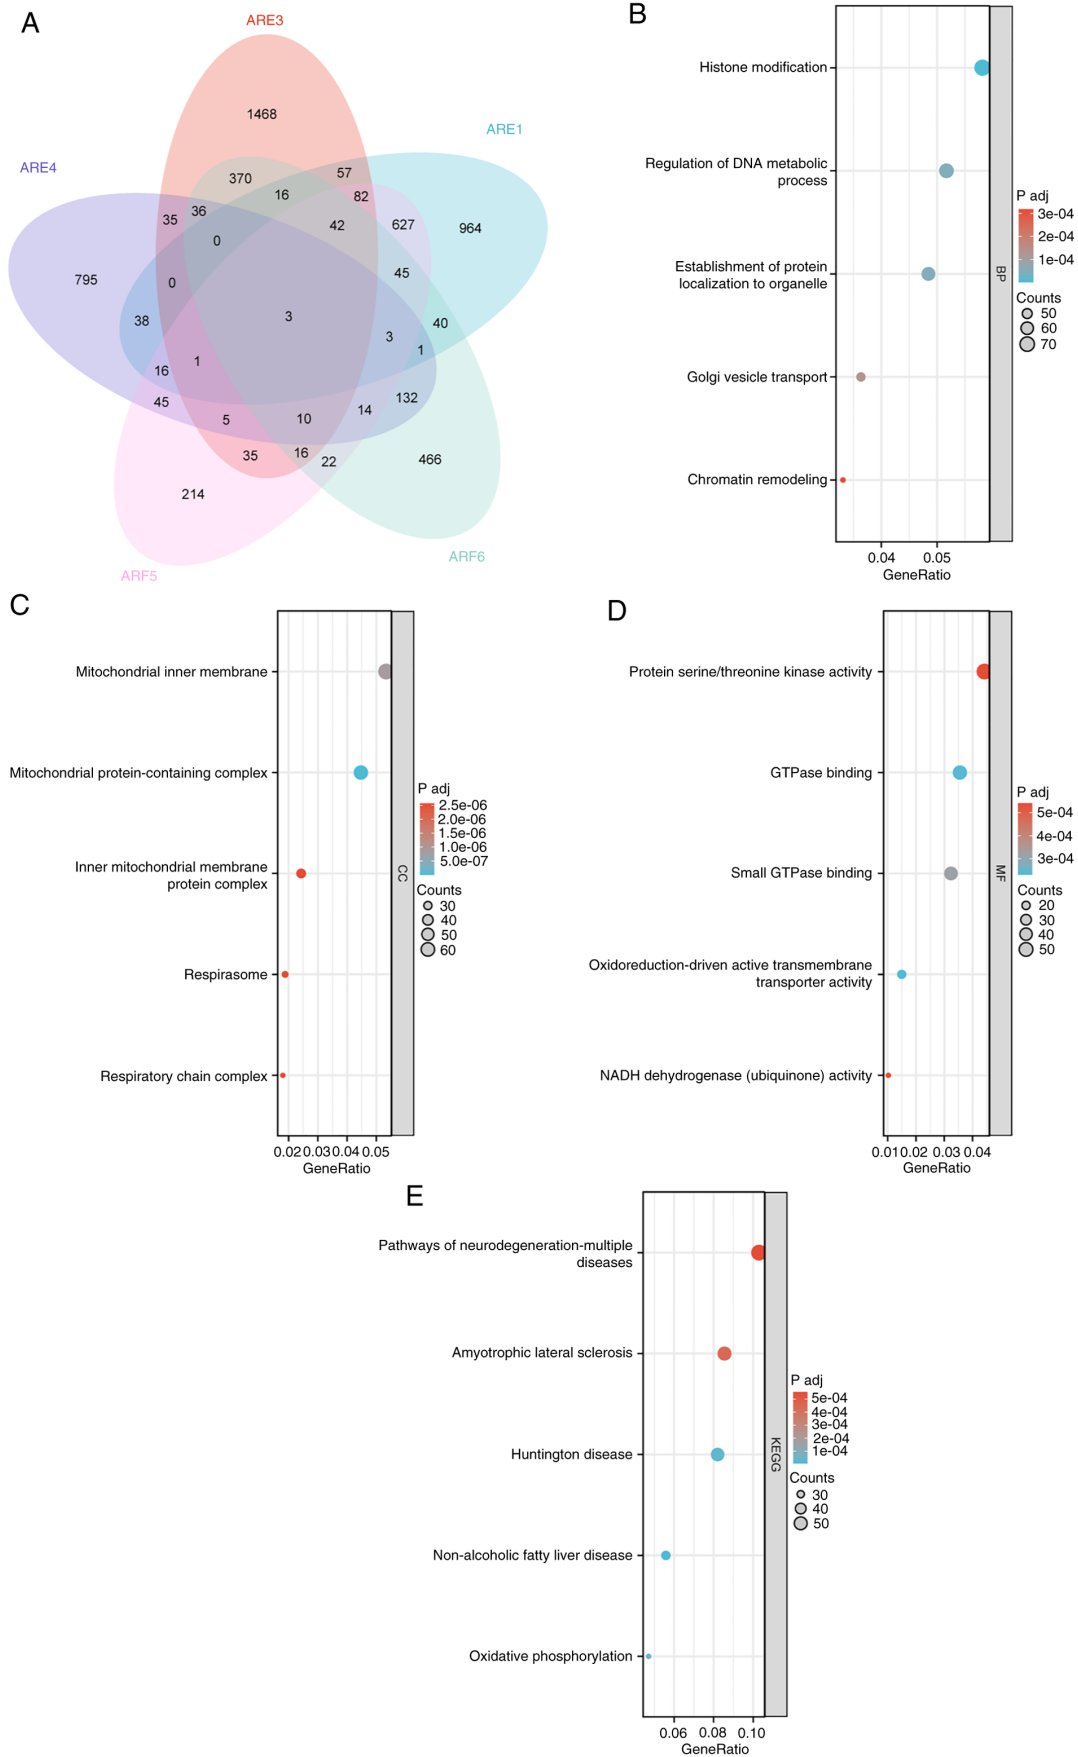 A
ARE3
ARE1
ARE4
1468
370
57
16
82
36
35
42
627
964
0
795
0
45
38
3
40
3
1
1
16
45
132
14
5
10
35
16
22
466
214
ARF6
ARF5
B
Histone modification
Regulation of DNA metabolic
process
Establishment of protein
localization to organelle
Golgi vesicle transport
Chromatin remodeling
0.04 0.05
GeneRatio
BP
P adj
3e-04
2e-04
1e-04
Counts
50
60
70
C
Mitochondrial inner membrane
Mitochondrial protein-containing complex
Inner mitochondrial membrane
protein complex
Respirasome
Respiratory chain complex
0.02 0.03 0.04 0.05
GeneRatio
CC
P adj
2.5e-06
2.0e-06
1.5e-06
1.0e-06
5.0e-07
Counts
30
40
50
60
D
Protein serine/threonine kinase activity
GTPase binding
Small GTPase binding
Oxidoreduction-driven active transmembrane
transporter activity
NADH dehydrogenase (ubiquinone) activity
0.01 0.02 0.03 0.04
GeneRatio
MF
P adj
5e-04
4e-04
3e-04
Counts
20
30
40
50
E
Pathways of neurodegeneration-multiple
diseases
Amyotrophic lateral sclerosis
Huntington disease
Non-alcoholic fatty liver disease
Oxidative phosphorylation
0.06 0.08 0.10
GeneRatio
KEGG
P adj
5e-04
4e-04
3e-04
2e-04
1e-04
Counts
30
40
50